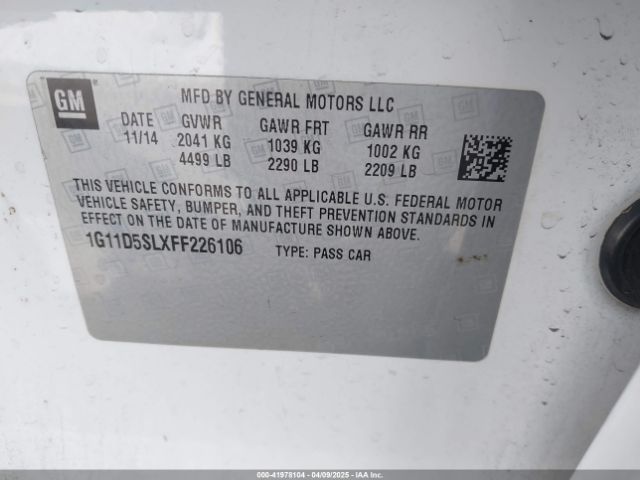 GM
MFD BY GENERAL MOTORS LLC
DATE GVWR GAWR FRT GAWR RR
11/14 2041 KG 1039 KG 1002 KG
4499 LB 2290 LB 2209 LB
THIS VEHICLE CONFORMS TO ALL APPLICABLE U.S. FEDERAL MOTOR
VEHICLE SAFETY, BUMPER, AND THEFT PREVENTION STANDARDS IN
EFFECT ON THE DATE OF MANUFACTURE SHOWN ABOVE.
1G11D5SLXFF226106 TYPE: PASS CAR
000-41978104 - 04/09/2025 - IAAI D